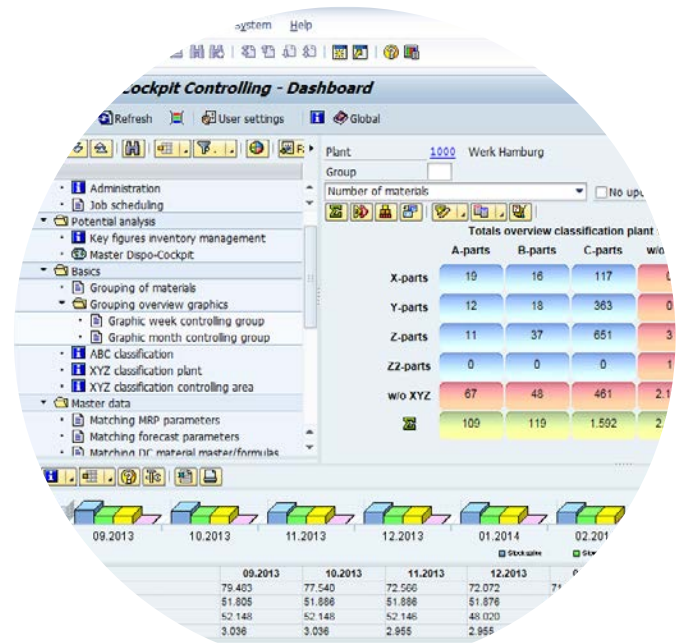 System Help
Cockpit Controlling - Dashboard
Refresh User settings Global
Plant 1000 Werk Hamburg
Group
Number of materials No
Administration
Job scheduling
Potential analysis
Key figures inventory management
Master Dispo-Cockpit
Basics
Grouping of materials
Grouping overview graphics
Graphic week controlling group
Graphic month controlling group
ABC classification
XYZ classification plant
XYZ classification controlling area
Master data
Matching MRP parameters
Matching forecast parameters
Matching DC material master/formulas
Totals overview classification plant
A-parts B-parts C-parts w/o
X-parts 19 16 117
Y-parts 12 18 363
Z-parts 11 37 651
Z2-parts 0 0 0
w/o XYZ 67 48 461
Σ 109 119 1.592
09.2013 10.2013 11.2013 12.2013 01.2014
09.2013 10.2013 11.2013 12.2013
79.483 77.540 72.566 72.072
51.805 51.886 51.886 51.876
52.148 52.148 52.146 48.020
3.036 3.036 2.955 2.955